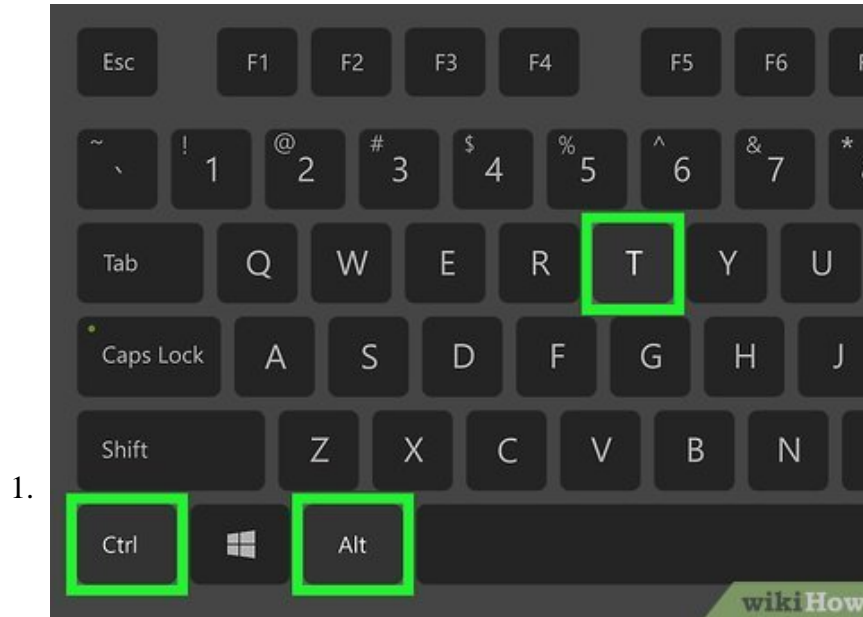 Esc F1 F2 F3 F4 F5 F6
~ ` ! 1 @ 2 # 3 $ 4 % 5 ^ 6 & 7 *
Tab Q W E R T Y U
Caps Lock A S D F G H J
Shift Z X C V B N
1.
Ctrl Alt
wikiHow